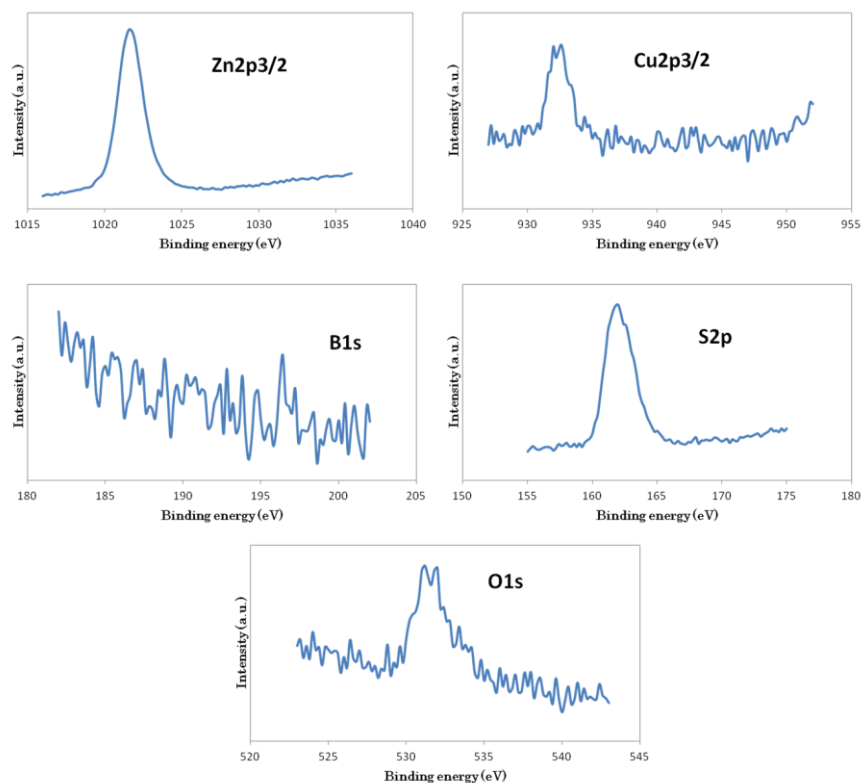 Zn2p3/2
Intensity (a.u.)
1015 1020 1025 1030 1035 1040
Binding energy (eV)
Cu2p3/2
Intensity (a.u.)
925 930 935 940 945 950 955
Binding energy (eV)
B1s
Intensity (a.u.)
180 185 190 195 200 205
Binding energy (eV)
S2p
Intensity (a.u.)
150 155 160 165 170 175 180
Binding energy (eV)
O1s
Intensity (a.u.)
520 525 530 535 540 545
Binding energy (eV)